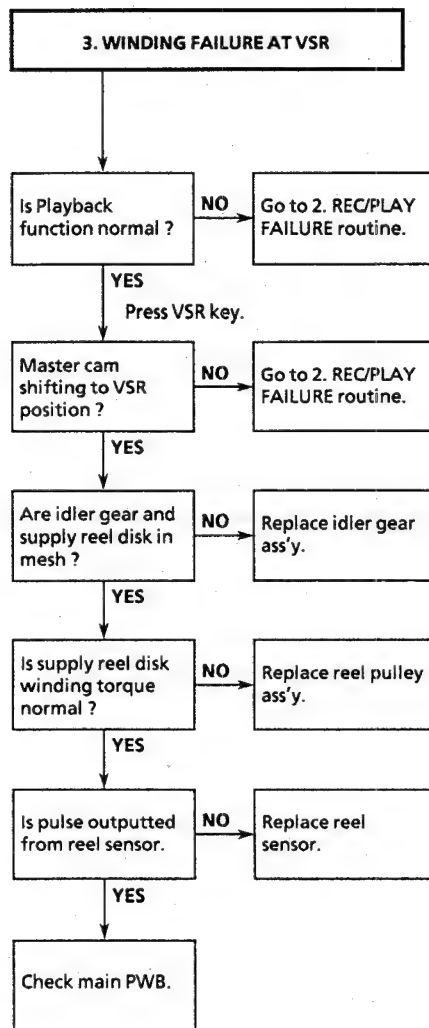 3. WINDING FAILURE AT VSR
Is Playback
function normal ?
NO
Go to 2. REC/PLAY
FAILURE routine.
YES
Press VSR key.
Master cam
shifting to VSR
position ?
NO
Go to 2. REC/PLAY
FAILURE routine.
YES
Are idler gear and
supply reel disk in
mesh ?
NO
Replace idler gear
ass'y.
YES
Is supply reel disk
winding torque
normal ?
NO
Replace reel pulley
ass'y.
YES
Is pulse outputted
from reel sensor.
NO
Replace reel
sensor.
YES
Check main PWB.